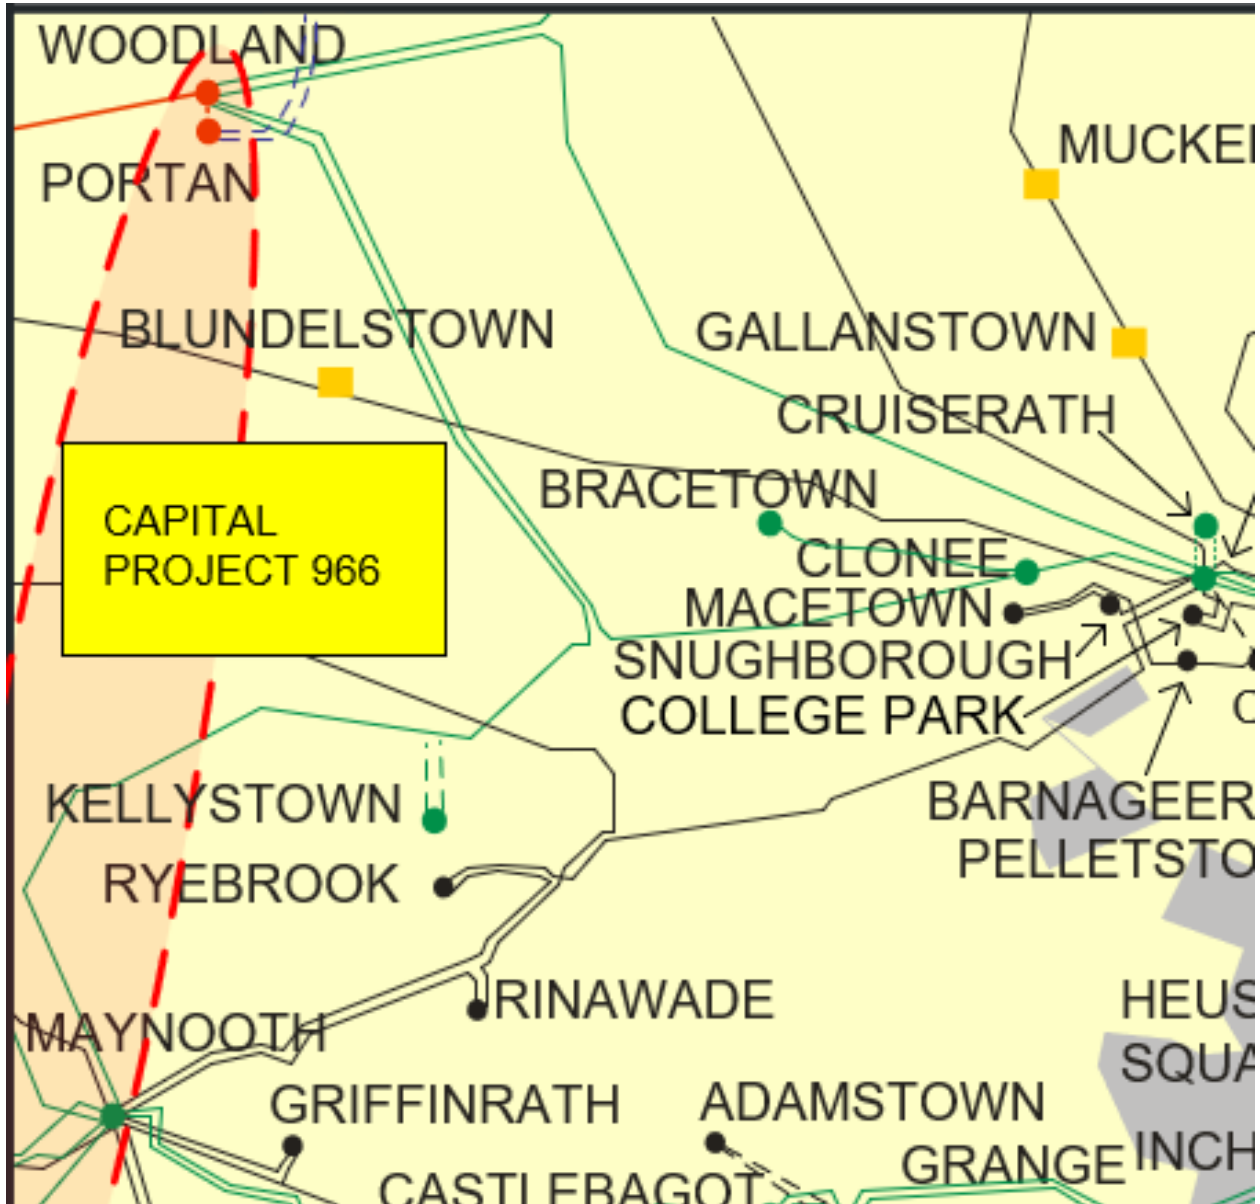 WOODLAND
PORTAN
MUCKE
BLUNDELSTOWN
GALLANSTOWN
CRUISERATH
BRACETOWN
CAPITAL
PROJECT 966
CLONEE
MACETOWN
SNUGHBOROUGH
COLLEGE PARK
KELLYSTOWN
BARNAGEER
PELLETSTO
RYEBROOK
RINAWADE
HEUS
SQUA
MAYNOOTH
GRIFFINRATH
ADAMSTOWN
INCH
GRANGE
CASTLEBAGOT